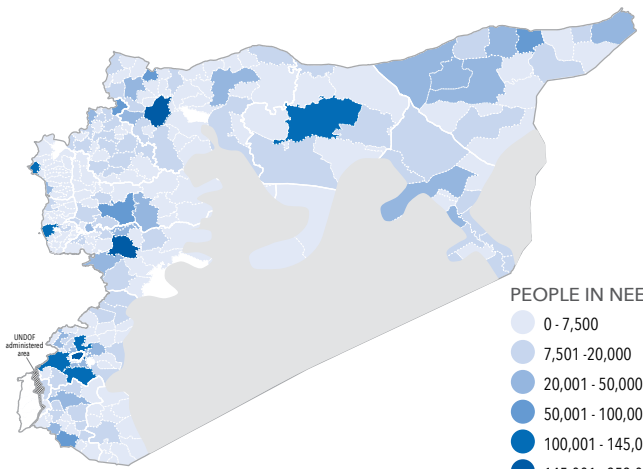 UNDOF
administered
area
PEOPLE IN NEE
0 - 7,500
7,501 -20,000
20,001 - 50,000
50,001 - 100,00
100,001 - 145,0